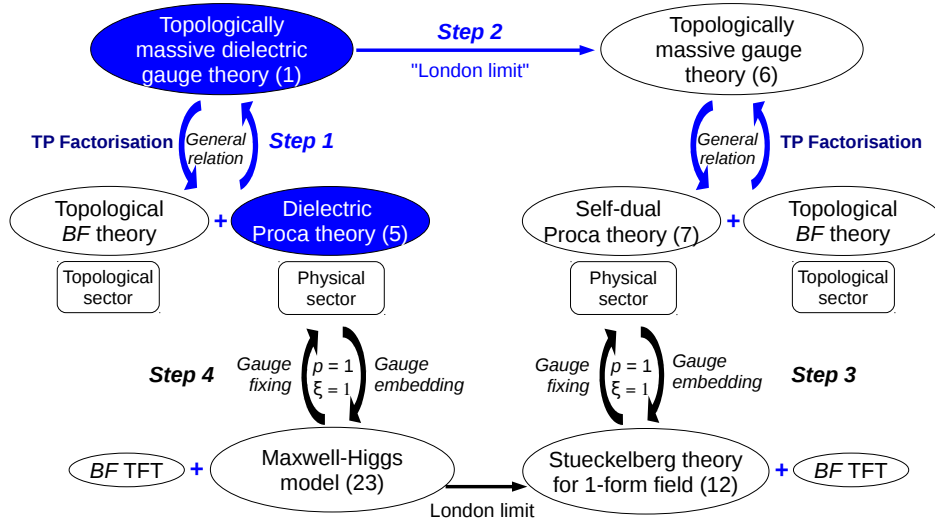 Topologically
massive dielectric
gauge theory (1)
Step 2
"London limit"
Topologically
massive gauge
theory (6)
TP Factorisation
General
relation
Step 1
General
relation
TP Factorisation
Topological
BF theory
+
Dielectric
Proca theory (5)
Self-dual
Proca theory (7)
+
Topological
BF theory
Topological
sector
Physical
sector
Physical
sector
Topological
sector
Step 4
Gauge
fixing
p = 1
ξ = 1
Gauge
embedding
Gauge
fixing
p = 1
ξ = 1
Gauge
embedding
Step 3
BF TFT
+
Maxwell-Higgs
model (23)
London limit
Stueckelberg theory
for 1-form field (12)
+
BF TFT